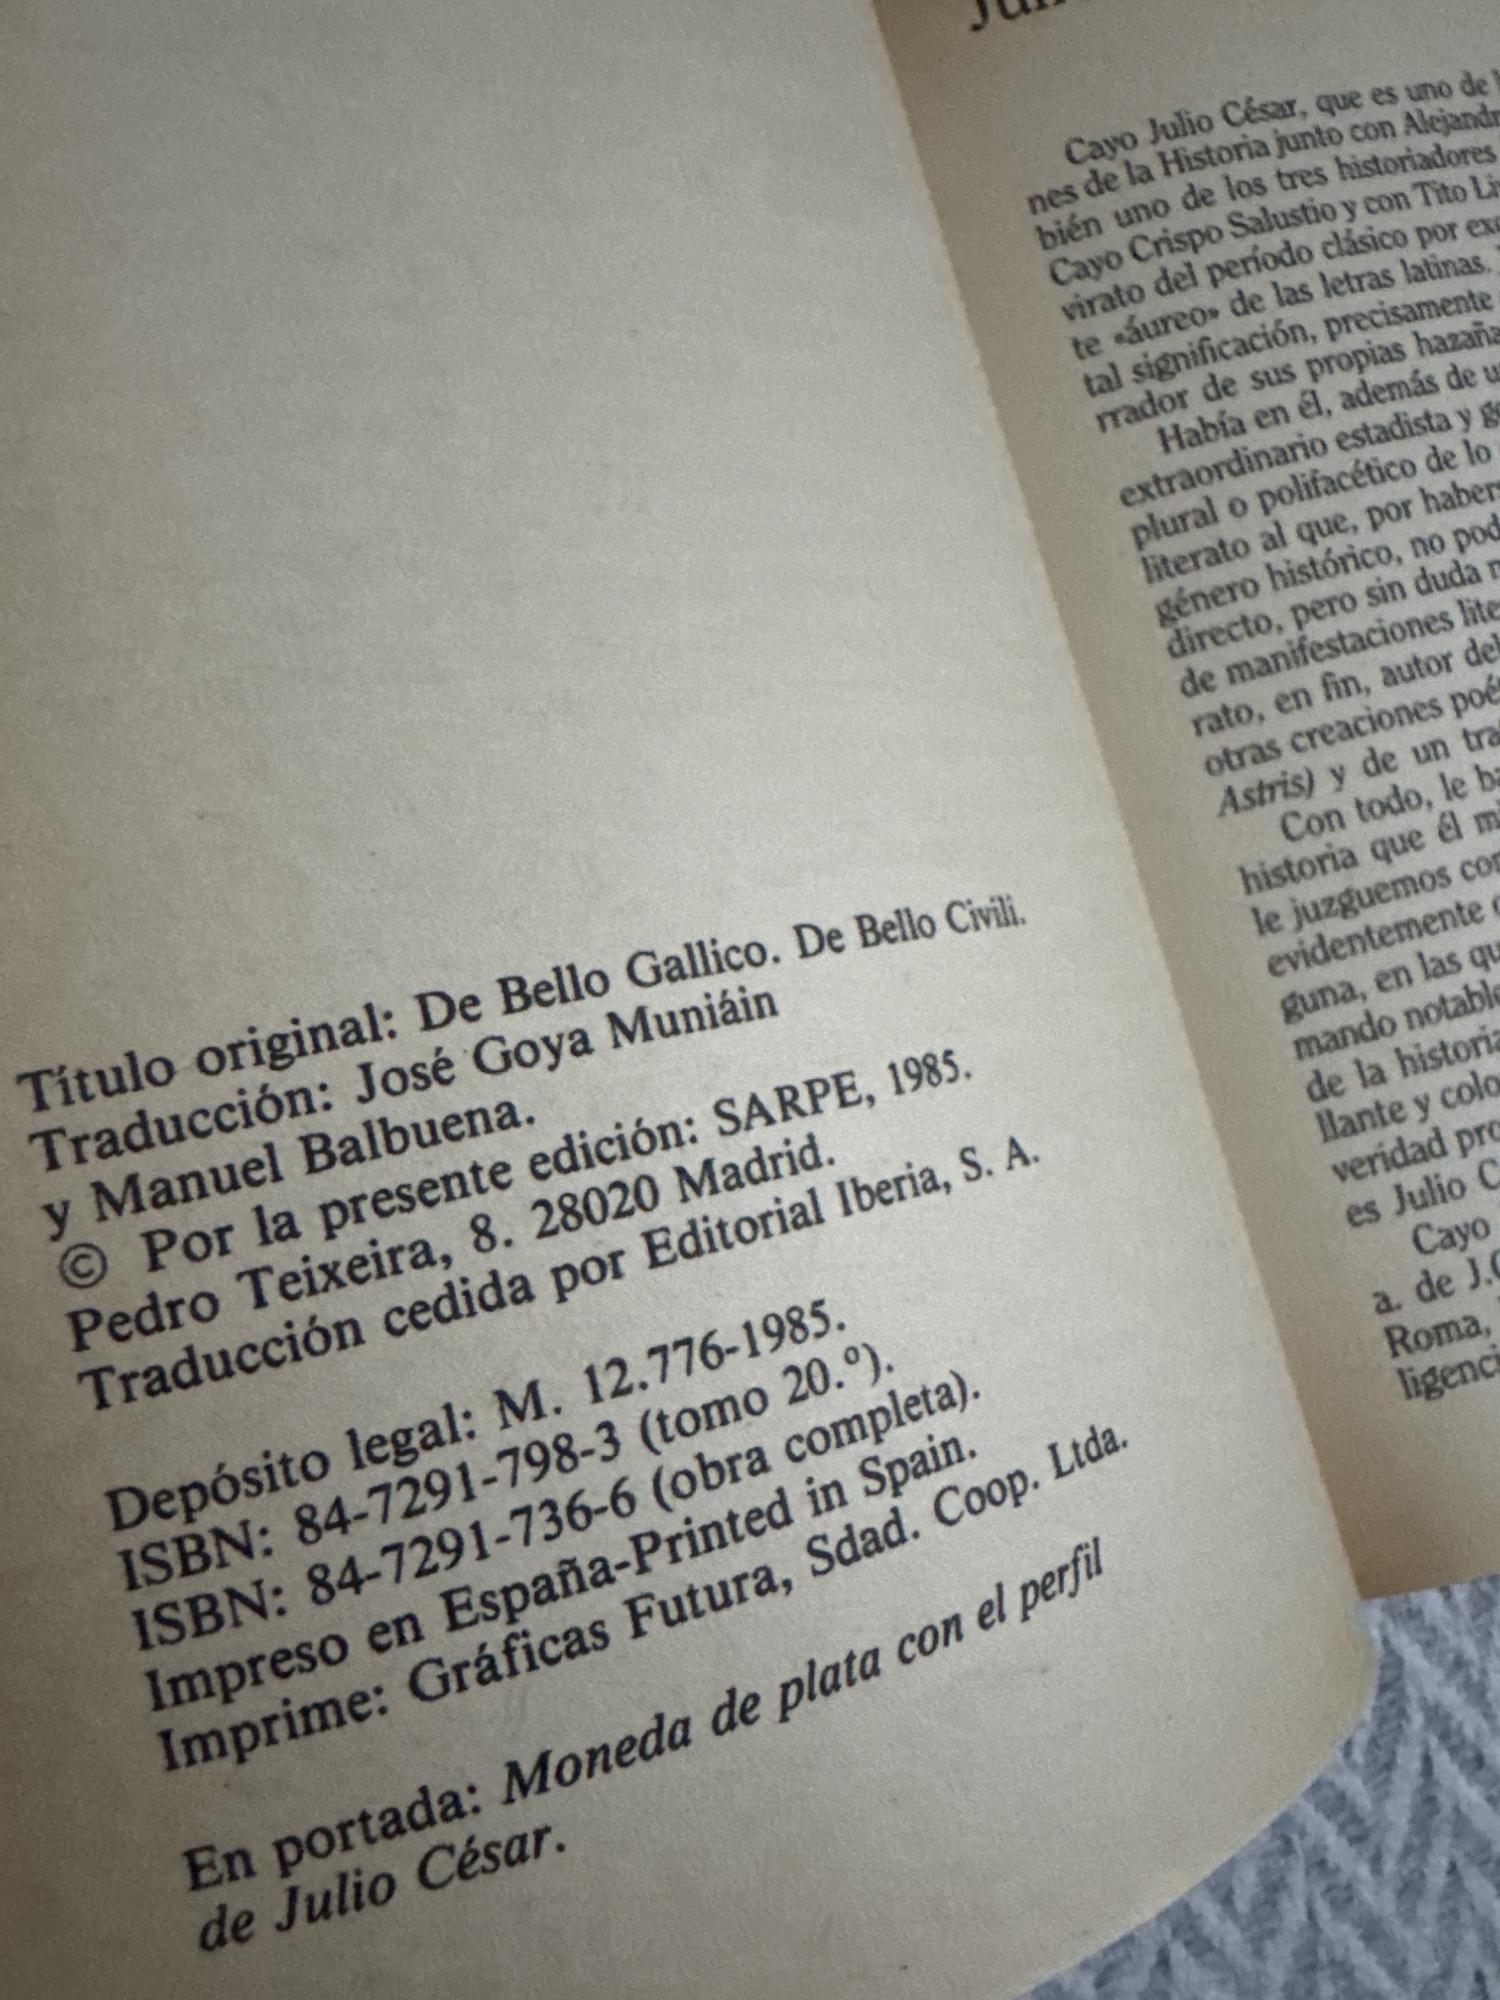 Título original: De Bello Gallico. De Bello Civili.
Traducción: José Goya Muniáin
y Manuel Balbuena.
© Por la presente edición: SARPE, 1985.
Pedro Teixeira, 8. 28020 Madrid.
Traducción cedida por Editorial Iberia, S. A.
Depósito legal: M. 12.776-1985.
ISBN: 84-7291-798-3 (tomo 20.º).
ISBN: 84-7291-736-6 (obra completa).
Impreso en España-Printed in Spain.
Imprime: Gráficas Futura, Sdad. Coop. Ltda.
En portada: Moneda de plata con el perfil
de Julio César.
Cayo Julio César, que es uno de
nes de la Historia junto con
bién uno de los tres historiadores
Cayo Crispo Salustio y con Tito
virato del período clásico por
te «áureo» de las letras latinas.
tal significación, precisamente
rrador de sus propias
Había en él, además de
extraordinario estadista y
plural o polifacético de lo
literato al que, por
género histórico, no
directo, pero sin duda
de manifestaciones
rato, en fin, autor
otras creaciones
Astris) y de un
Con todo, le
historia que él
le juzguemos
evidentemente
guna, en las
mando
de la
llante y
veridad
es Julio
Cayo
a. de
Roma,